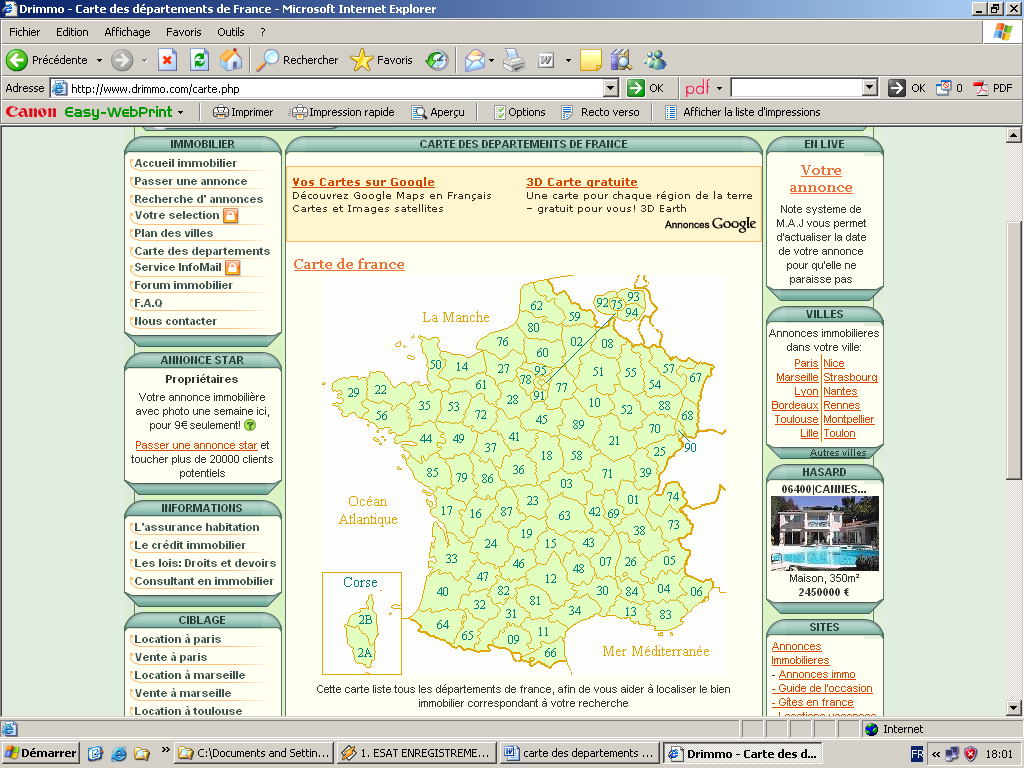 Drimmo - Carte des départements de France - Microsoft Internet Explorer
Fichier Edition Affichage Favoris Outils ?
Précédente Rechercher Favoris
Adresse http://www.drimmo.com/carte.php OK pdf OK 0 PDF
Canon Easy-WebPrint Imprimer Impression rapide Aperçu Options Recto verso Afficher la liste d'impressions
IMMOBILIER
Accueil immobilier
Passer une annonce
Recherche d' annonces
Votre selection
Plan des villes
Carte des departements
Service InfoMail
Forum immobilier
F.A.Q
Nous contacter
ANNONCE STAR
Propriétaires
Votre annonce immobilière
avec photo une semaine ici,
pour 9€ seulement!
Passer une annonce star et
toucher plus de 20000 clients
potentiels
INFORMATIONS
L'assurance habitation
Le crédit immobilier
Les lois: Droits et devoirs
Consultant en immobilier
CIBLAGE
Location à paris
Vente à paris
Location à marseille
Vente à marseille
Location à toulouse
CARTE DES DEPARTEMENTS DE FRANCE
Vos Cartes sur Google
Découvrez Google Maps en Français
Cartes et Images satellites
3D Carte gratuite
Une carte pour chaque région de la terre
– gratuit pour vous! 3D Earth
Annonces Google
Carte de france
La Manche
Océan
Atlantique
Mer Méditerranée
Corse
2B
2A
62 59 92 75 93 94
80 76 60 02 08
50 14 27 95 78 91 77 51 55 57 54 67
29 22 56 35 53 61 72 28 45 10 52 88 68
44 49 37 41 89 21 70 25 90
85 79 86 36 18 58 71 39
17 16 87 23 03 63 42 69 01 74 73 38
33 24 19 15 43 46 48 07 26 05
40 47 82 12 30 84 04 06
64 32 31 81 34 13 83
65 09 11 66
Cette carte liste tous les départements de france, afin de vous aider à localiser le bien
immobilier correspondant à votre recherche
EN LIVE
Votre
annonce
Note systeme de
M.A.J vous permet
d'actualiser la date
de votre annonce
pour qu'elle ne
paraisse pas
VILLES
Annonces immobilieres
dans votre ville:
Paris Nice
Marseille Strasbourg
Lyon Nantes
Bordeaux Rennes
Toulouse Montpellier
Lille Toulon
Autres villes
HASARD
06400|CANNES...
Maison, 350m²
2450000 €
SITES
Annonces
Immobilieres
- Annonces immo
- Guide de l'occasion
- Gîtes en france
- Locations vacances
Internet
Démarrer C:\Documents and Settin... 1. ESAT ENREGISTREME... carte des departements ... Drimmo - Carte des d... FR 18:01